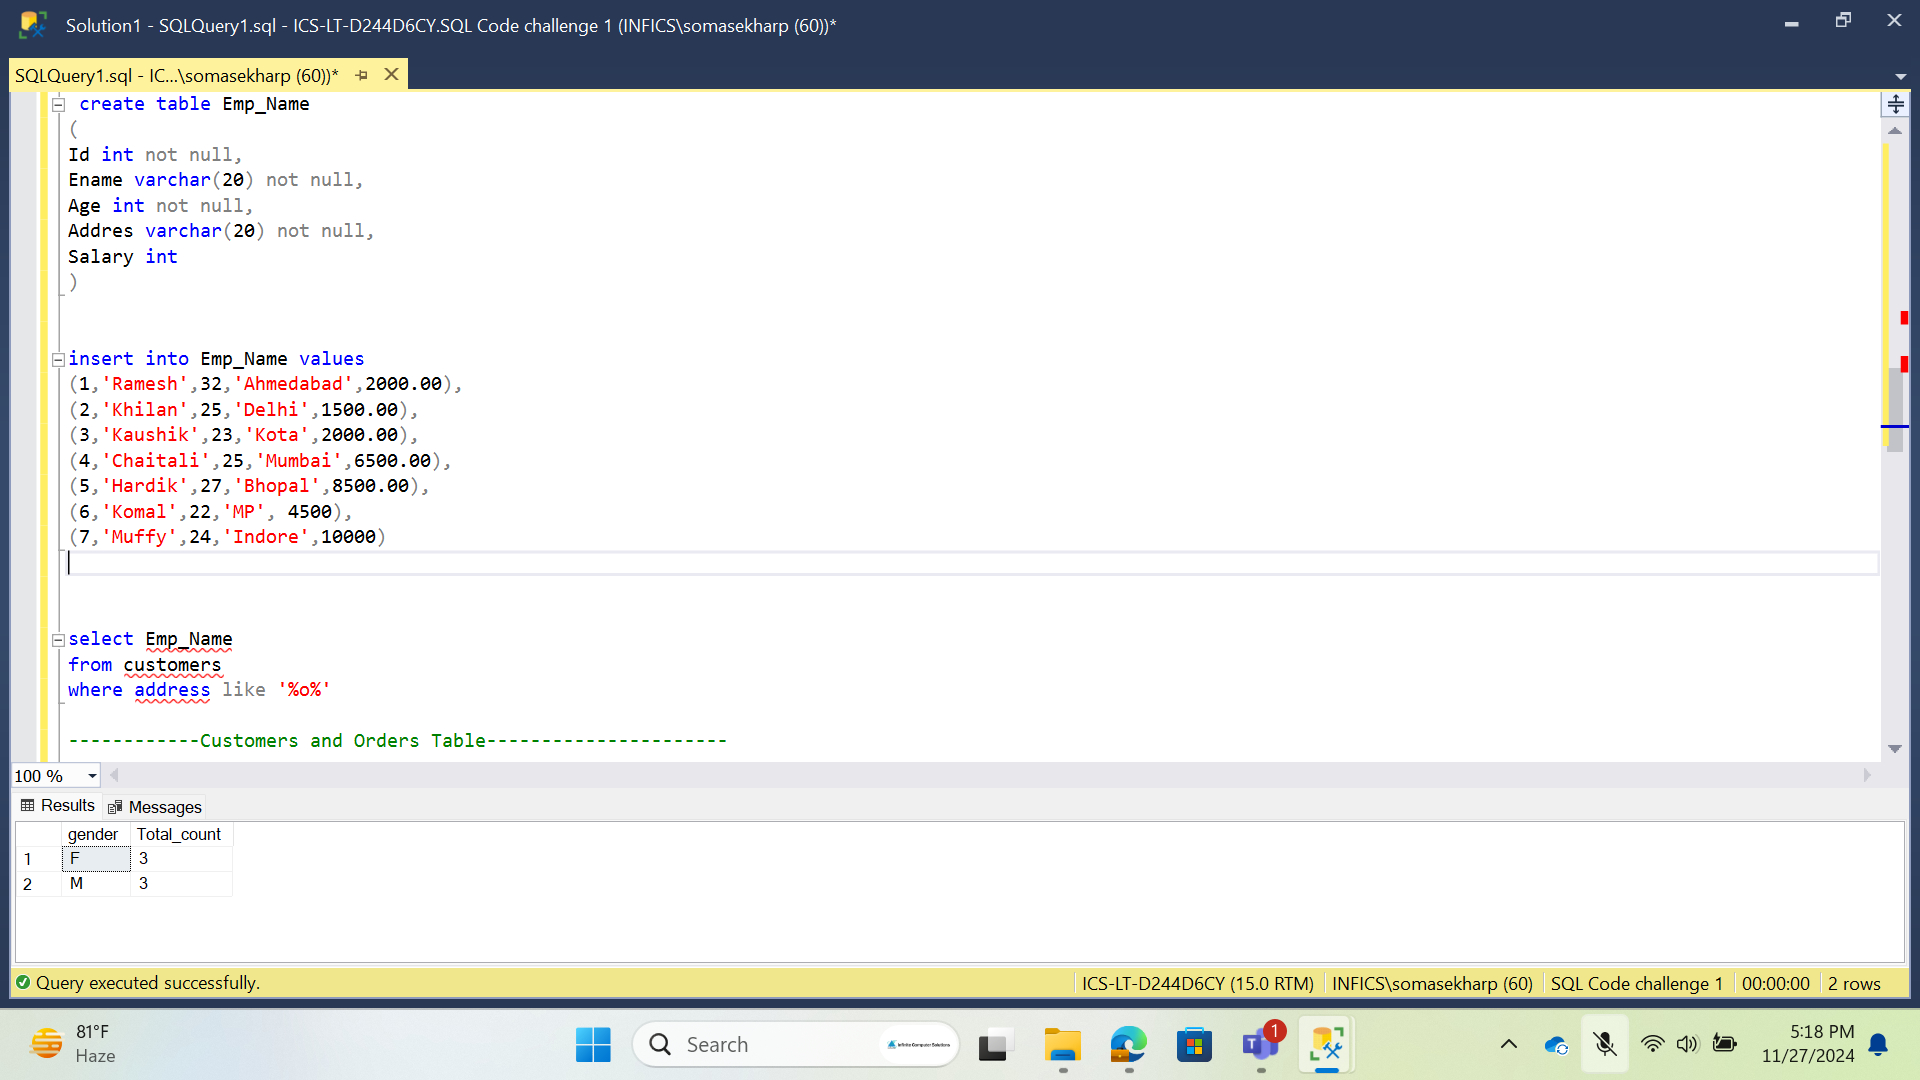 Solution1 - SQLQuery1.sql - ICS-LT-D244D6CY.SQL Code challenge 1 (INFICS\somasekharp (60))*
SQLQuery1.sql - IC...\somasekharp (60))*
create table Emp_Name
(
Id int not null,
Ename varchar(20) not null,
Age int not null,
Addres varchar(20) not null,
Salary int
)
insert into Emp_Name values
(1,'Ramesh',32,'Ahmedabad',2000.00),
(2,'Khilan',25,'Delhi',1500.00),
(3,'Kaushik',23,'Kota',2000.00),
(4,'Chaitali',25,'Mumbai',6500.00),
(5,'Hardik',27,'Bhopal',8500.00),
(6,'Komal',22,'MP', 4500),
(7,'Muffy',24,'Indore',10000)
select Emp_Name
from customers
where address like '%o%'
------------Customers and Orders Table----------------------
100 %
Results Messages
gender Total_count
1 F 3
2 M 3
Query executed successfully. ICS-LT-D244D6CY (15.0 RTM) INFICS\somasekharp (60) SQL Code challenge 1 00:00:00 2 rows
81°F
Haze
Search
Infinite Computer Solutions
1
5:18 PM
11/27/2024